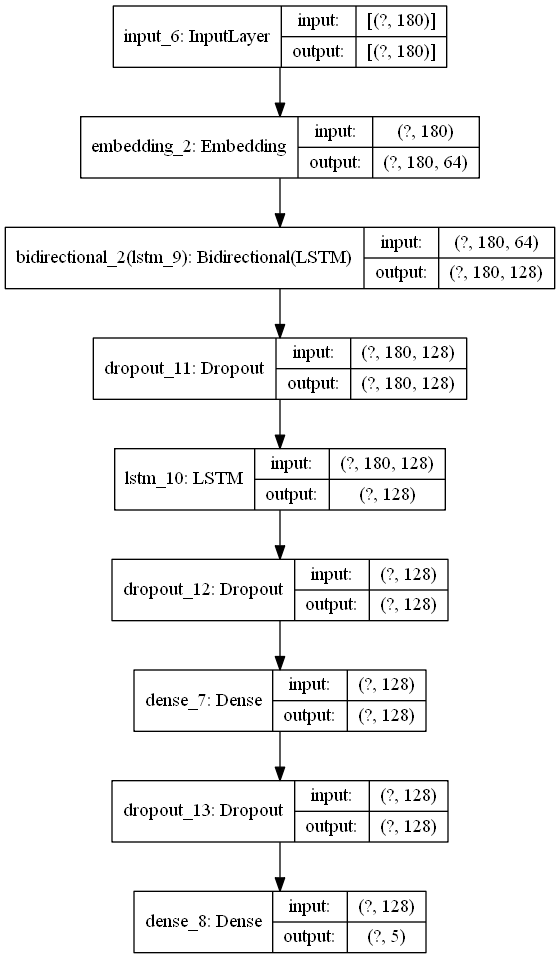 input_6: InputLayer
input: [(?, 180)]
output: [(?, 180)]
embedding_2: Embedding
input: (?, 180)
output: (?, 180, 64)
bidirectional_2(lstm_9): Bidirectional(LSTM)
input: (?, 180, 64)
output: (?, 180, 128)
dropout_11: Dropout
input: (?, 180, 128)
output: (?, 180, 128)
lstm_10: LSTM
input: (?, 180, 128)
output: (?, 128)
dropout_12: Dropout
input: (?, 128)
output: (?, 128)
dense_7: Dense
input: (?, 128)
output: (?, 128)
dropout_13: Dropout
input: (?, 128)
output: (?, 128)
dense_8: Dense
input: (?, 128)
output: (?, 5)